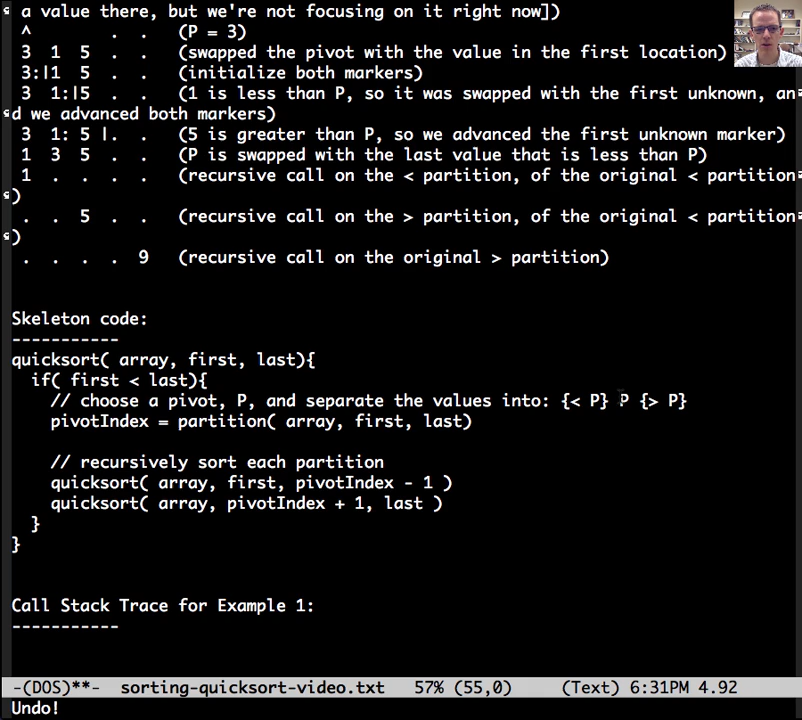 a value there, but we're not focusing on it right now])
^        .  .  (P = 3)
3  1  5  .  .  (swapped the pivot with the value in the first location)
3:|1  5  .  .  (initialize both markers)
3  1:|5  .  .  (1 is less than P, so it was swapped with the first unknown, an
d we advanced both markers)
3  1: 5 |.  .  (5 is greater than P, so we advanced the first unknown marker)
1  3  5  .  .  (P is swapped with the last value that is less than P)
1  .  .  .  .  (recursive call on the < partition, of the original < partition
)
.  .  5  .  .  (recursive call on the > partition, of the original < partition
)
.  .  .  .  9  (recursive call on the original > partition)
Skeleton code:
-----------
quicksort( array, first, last){
  if( first < last){
    // choose a pivot, P, and separate the values into: {< P} P {> P}
    pivotIndex = partition( array, first, last)
    // recursively sort each partition
    quicksort( array, first, pivotIndex - 1 )
    quicksort( array, pivotIndex + 1, last )
  }
}
Call Stack Trace for Example 1:
-----------
-(DOS)**-  sorting-quicksort-video.txt   57% (55,0)     (Text) 6:31PM 4.92
Undo!